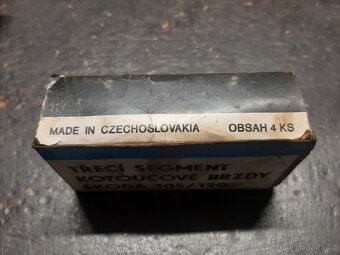 MADE IN CZECHOSLOVAKIA OBSAH 4 KS
TŘECÍ SEGMENT
KOTOUČOVÉ BRZDY
ŠKODA 105/120